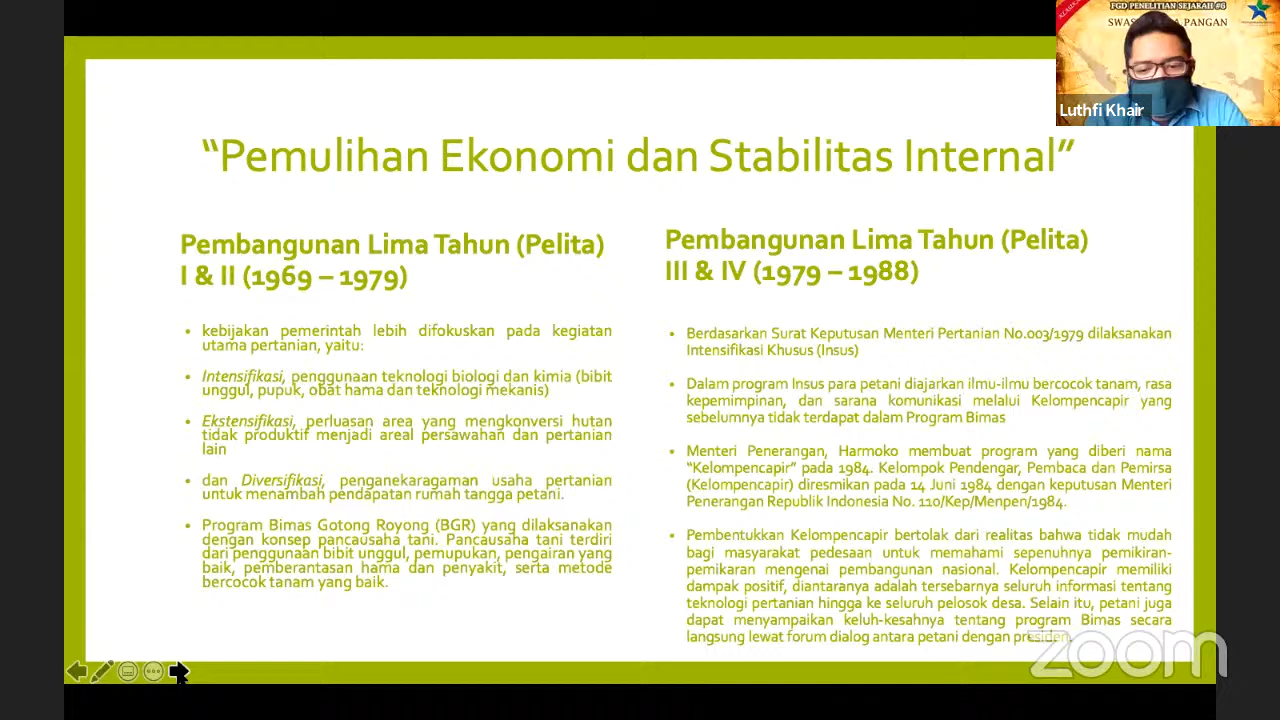 FGD PENELITIAN SEJARAH #6
PANGAN
Luthfi Khair
“Pemulihan Ekonomi dan Stabilitas Internal”
Pembangunan Lima Tahun (Pelita)
I & II (1969 – 1979)
• kebijakan pemerintah lebih difokuskan pada kegiatan
utama pertanian, yaitu:
• Intensifikasi, penggunaan teknologi biologi dan kimia (bibit
unggul, pupuk, obat hama dan teknologi mekanis)
• Ekstensifikasi, perluasan area yang mengkonversi hutan
tidak produktif menjadi areal persawahan dan pertanian
lain
• dan Diversifikasi, penganekaragaman usaha pertanian
untuk menambah pendapatan rumah tangga petani.
• Program Bimas Gotong Royong (BGR) yang dilaksanakan
dengan konsep pancausaha tani. Pancausaha tani terdiri
dari penggunaan bibit unggul, pemupukan, pengairan yang
baik, pemberantasan hama dan penyakit, serta metode
bercocok tanam yang baik.
Pembangunan Lima Tahun (Pelita)
III & IV (1979 – 1988)
• Berdasarkan Surat Keputusan Menteri Pertanian No.003/1979 dilaksanakan
Intensifikasi Khusus (Insus)
• Dalam program Insus para petani diajarkan ilmu-ilmu bercocok tanam, rasa
kepemimpinan, dan sarana komunikasi melalui Kelompencapir yang
sebelumnya tidak terdapat dalam Program Bimas
• Menteri Penerangan, Harmoko membuat program yang diberi nama
“Kelompencapir” pada 1984. Kelompok Pendengar, Pembaca dan Pemirsa
(Kelompencapir) diresmikan pada 14 Juni 1984 dengan keputusan Menteri
Penerangan Republik Indonesia No. 110/Kep/Menpen/1984.
• Pembentukkan Kelompencapir bertolak dari realitas bahwa tidak mudah
bagi masyarakat pedesaan untuk memahami sepenuhnya pemikiran-
pemikaran mengenai pembangunan nasional. Kelompencapir memiliki
dampak positif, diantaranya adalah tersebarnya seluruh informasi tentang
teknologi pertanian hingga ke seluruh pelosok desa. Selain itu, petani juga
dapat menyampaikan keluh-kesahnya tentang program Bimas secara
langsung lewat forum dialog antara petani dengan presiden.
zoom